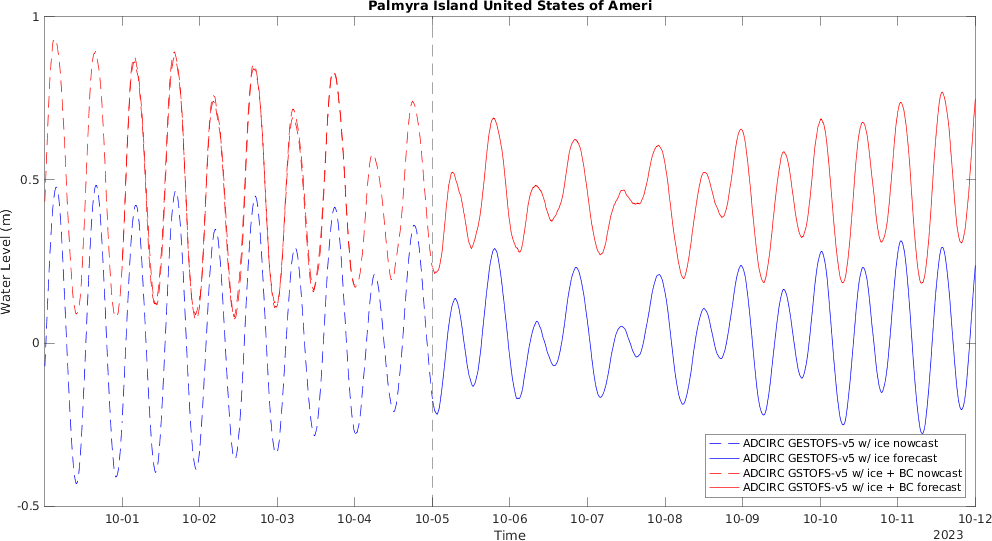 Palmyra Island United States of Ameri
Water Level (m)
1
0.5
0
-0.5
10-01 10-02 10-03 10-04 10-05 10-06 10-07 10-08 10-09 10-10 10-11 10-12
Time
2023
ADCIRC GESTOFS-v5 w/ ice nowcast
ADCIRC GESTOFS-v5 w/ ice forecast
ADCIRC GSTOFS-v5 w/ ice + BC nowcast
ADCIRC GSTOFS-v5 w/ ice + BC forecast